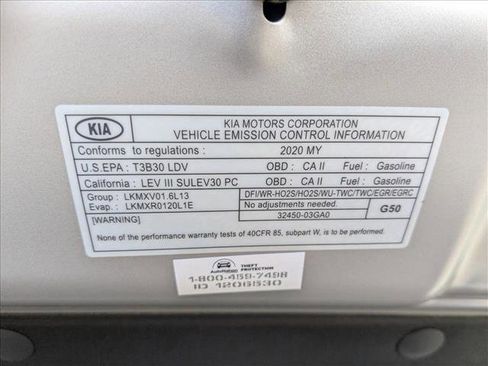 KIA
KIA MOTORS CORPORATION
VEHICLE EMISSION CONTROL INFORMATION
Conforms to regulations : 2020 MY
U.S.EPA : T3B30 LDV OBD : CA II Fuel : Gasoline
California : LEV III SULEV30 PC OBD : CA II Fuel : Gasoline
Group : LKMXV01.6L13 DFI/WR-HO2S/HO2S/WU-TWC/TWC/EGR/EGRC
Evap. : LKMXR0120L1E No adjustments needed. G50
32450-03GA0
[WARNING]
None of the performance warranty tests of 40CFR 85, subpart W, is to be used.
THEFT
PROTECTION
1-800-459-7498
ID 1206530